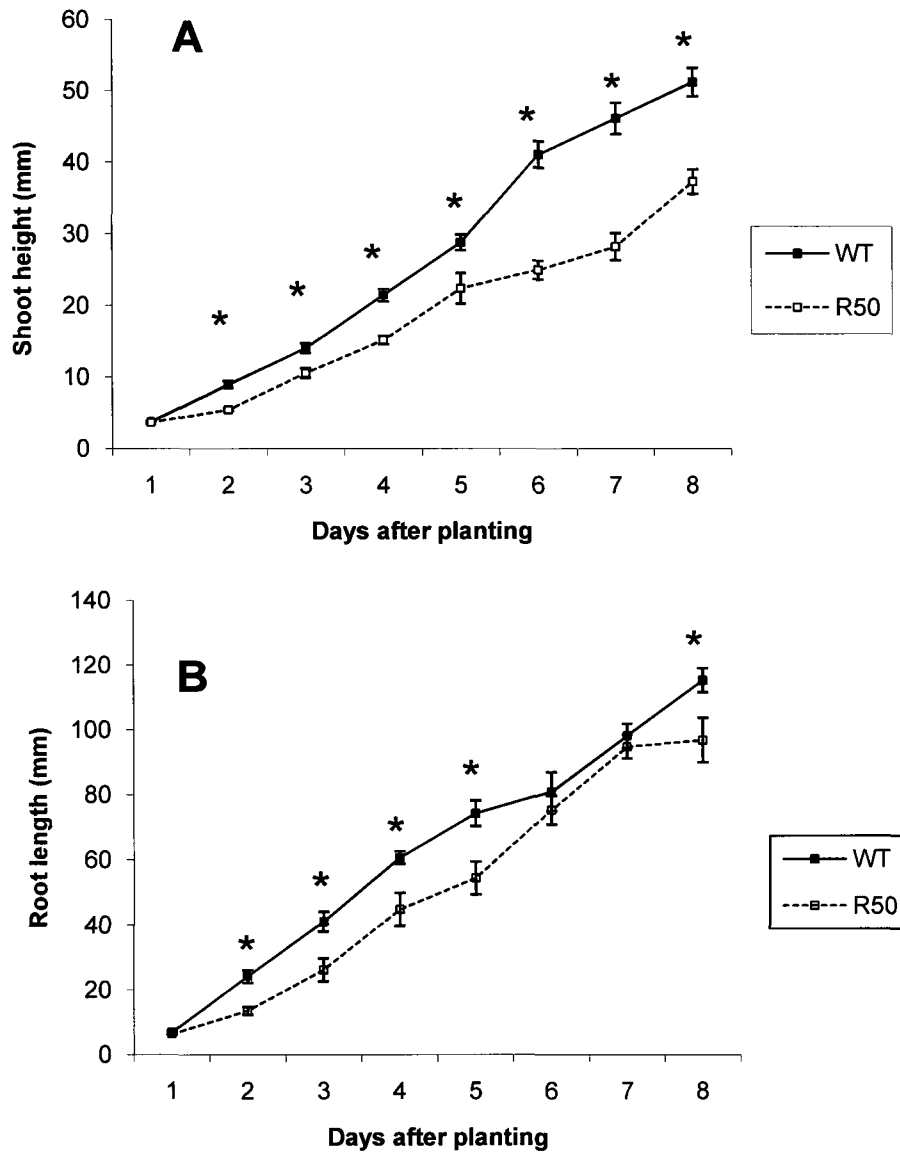 A
60
50
40
30
20
10
0
Shoot height (mm)
* * * * * * *
1 2 3 4 5 6 7 8
Days after planting
WT
R50
B
140
120
100
80
60
40
20
0
Root length (mm)
* * * * *
1 2 3 4 5 6 7 8
Days after planting
WT
R50